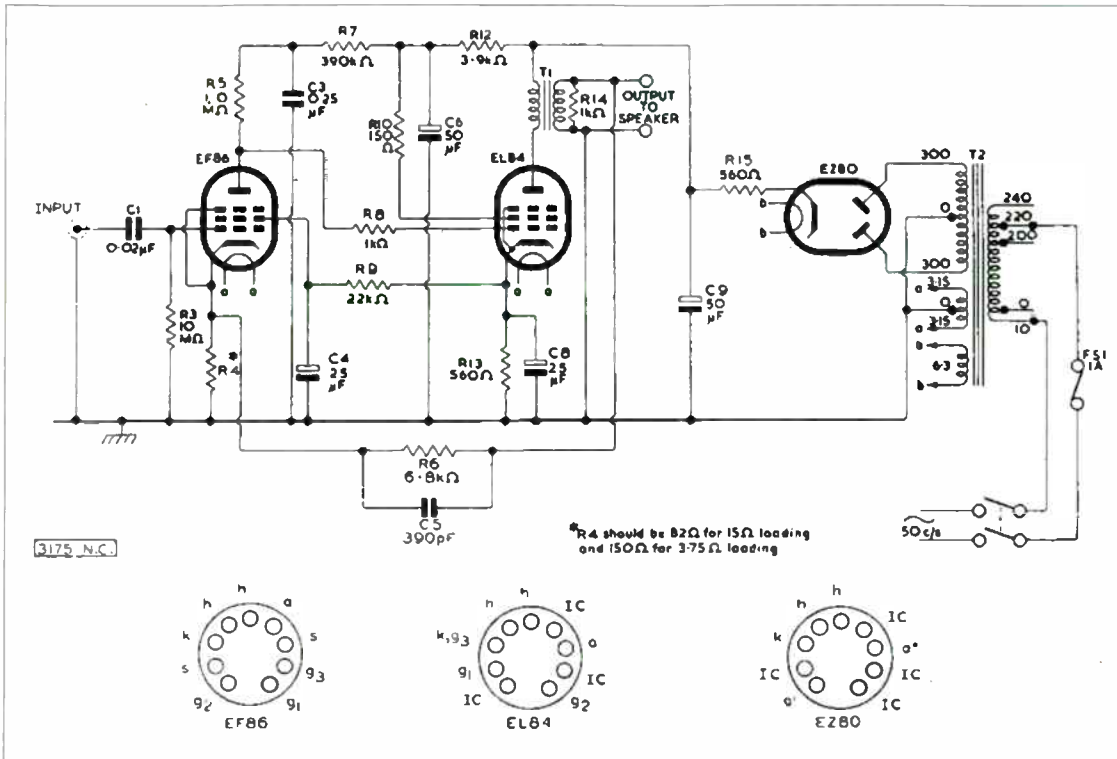 R7
390kΩ
R12
3·9kΩ
R5
1·0
MΩ
C3
0·25
μF
R10
150
Ω
C6
50
μF
T1
R14
1kΩ
OUTPUT
TO
SPEAKER
EF86
EL84
R15
560Ω
EZ80
300
T2
0
300
240
220
200
0
10
INPUT
C1
0·02μF
R8
1kΩ
R9
22kΩ
b
b
a
a
a
a
C9
50
μF
a
3·15
0
3·15
a
b
6·3
b
FS1
1A
R3
10
MΩ
*
R4
C4
25
μF
R13
560Ω
C8
25
μF
R6
6·8kΩ
C5
390pF
*R4 should be 82Ω for 15Ω loading
and 150Ω for 3·75Ω loading
50c/s
3175 N.C.
h
h
a
k
s
s
g3
g2
g1
EF86
h
h
IC
k,g3
a
g1
IC
IC
g2
EL84
h
h
IC
k
a"
IC
IC
a'
IC
EZ80